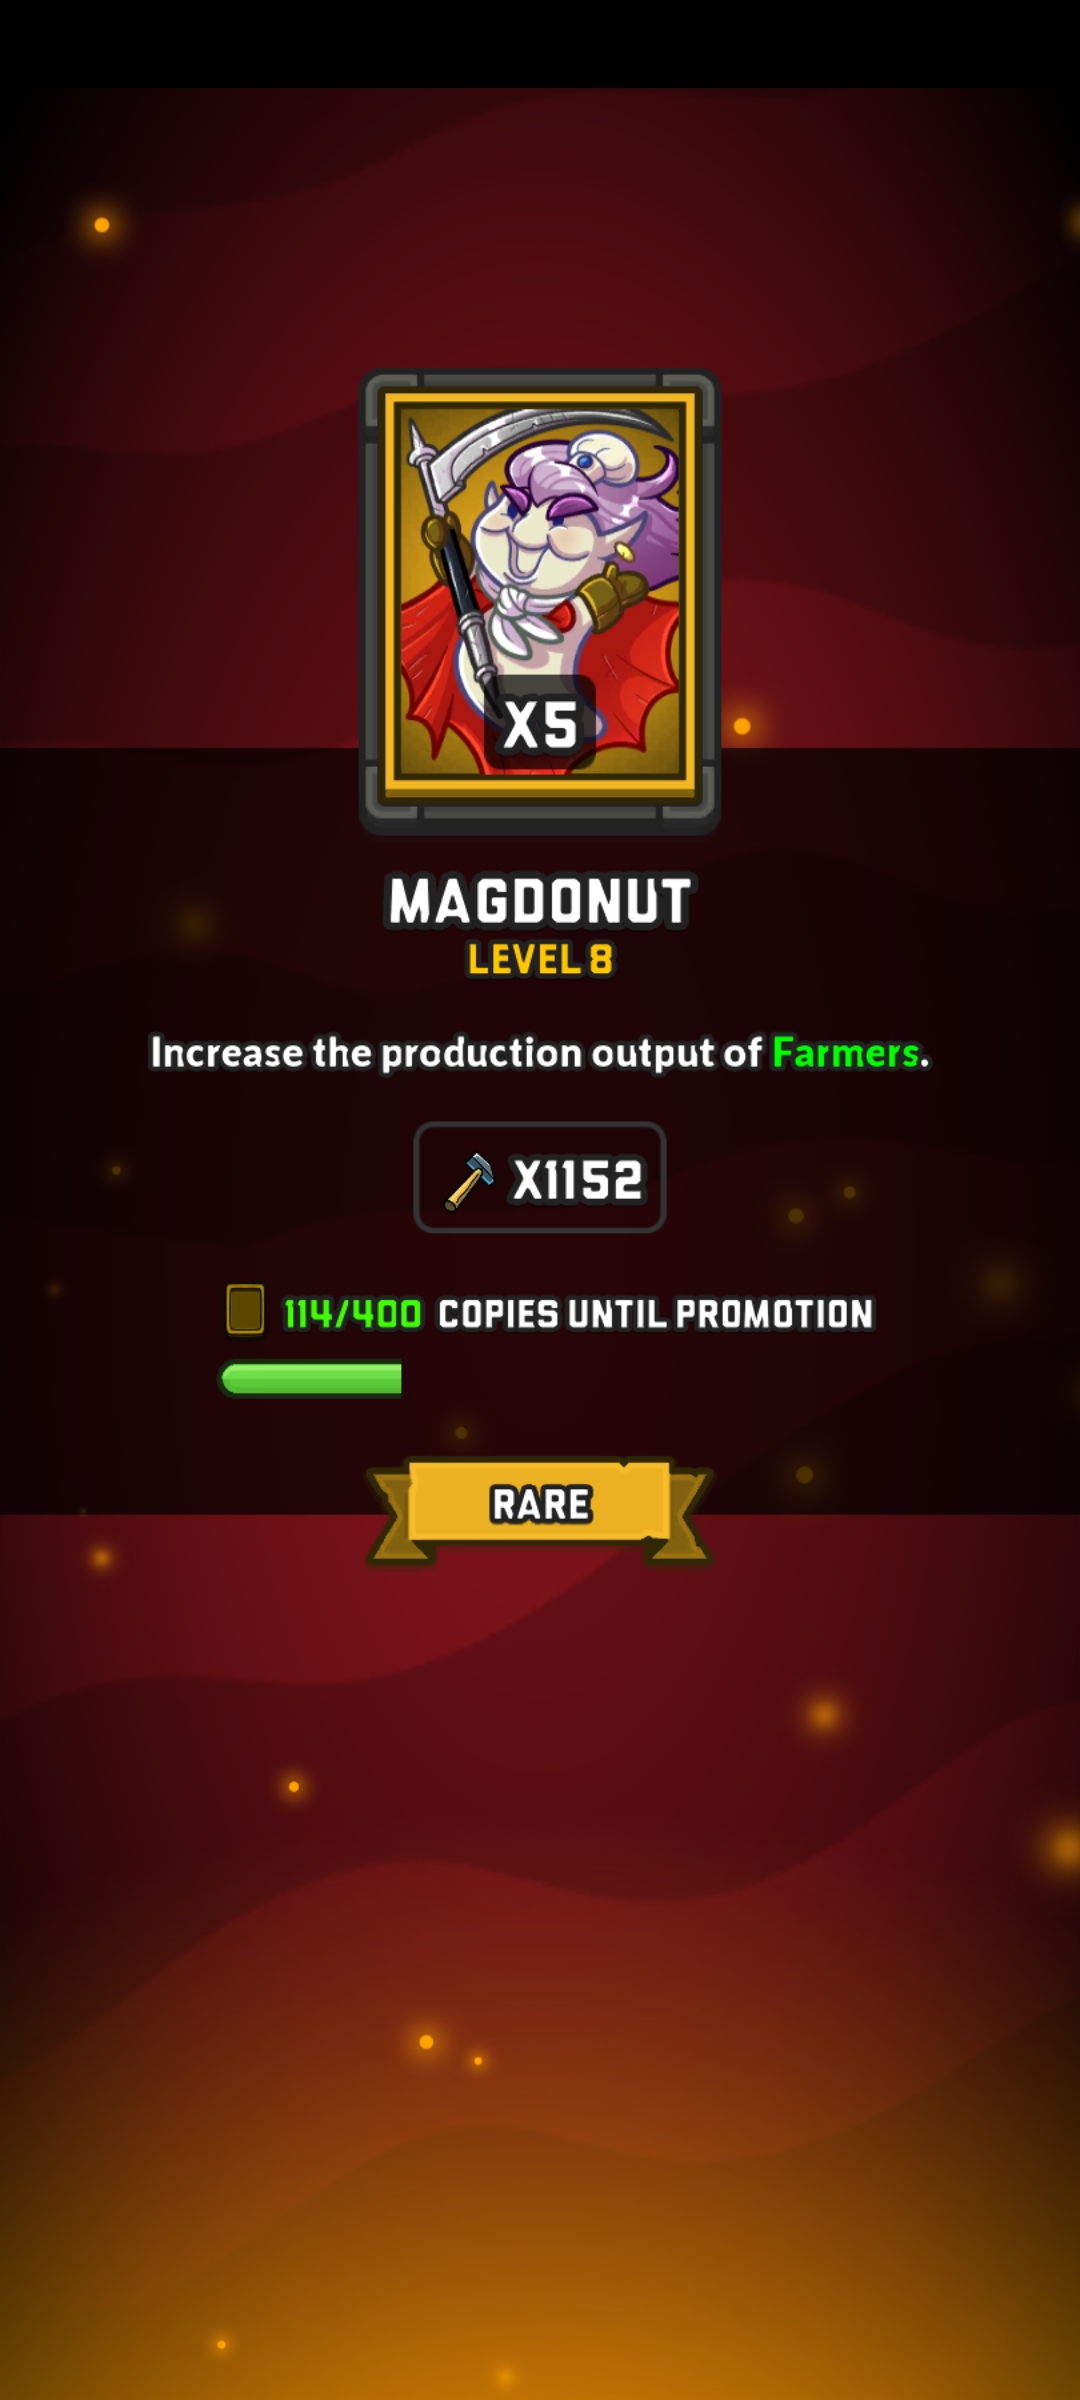 X5
MAGDONUT
LEVEL 8
Increase the production output of Farmers.
X1152
114/400 COPIES UNTIL PROMOTION
RARE